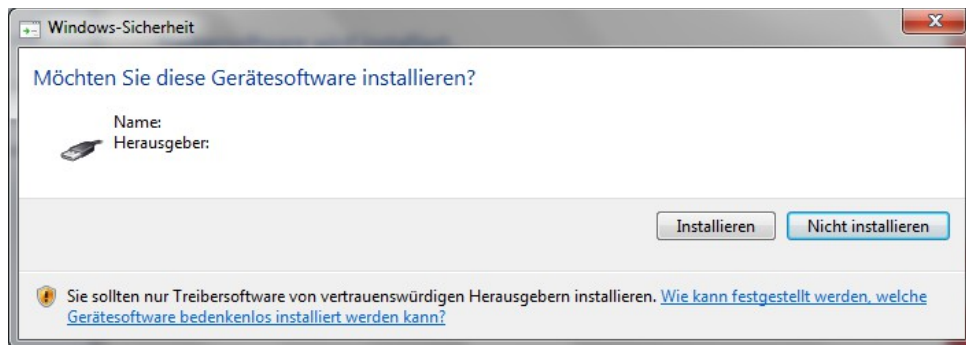 Windows-Sicherheit
Möchten Sie diese Gerätesoftware installieren?
Name:
Herausgeber:
Installieren
Nicht installieren
Sie sollten nur Treibersoftware von vertrauenswürdigen Herausgebern installieren. Wie kann festgestellt werden, welche
Gerätesoftware bedenkenlos installiert werden kann?